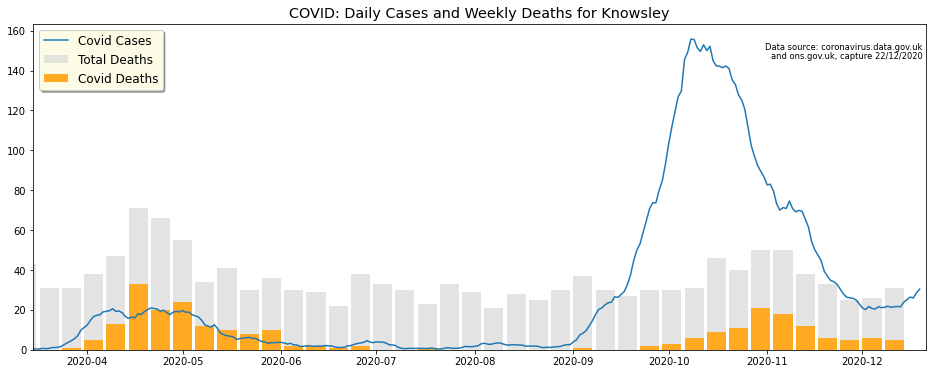 COVID: Daily Cases and Weekly Deaths for Knowsley
160
140
120
100
80
60
40
20
0
Covid Cases
Total Deaths
Covid Deaths
Data source: coronavirus.data.gov.uk
and ons.gov.uk, capture 22/12/2020
2020-04 2020-05 2020-06 2020-07 2020-08 2020-09 2020-10 2020-11 2020-12